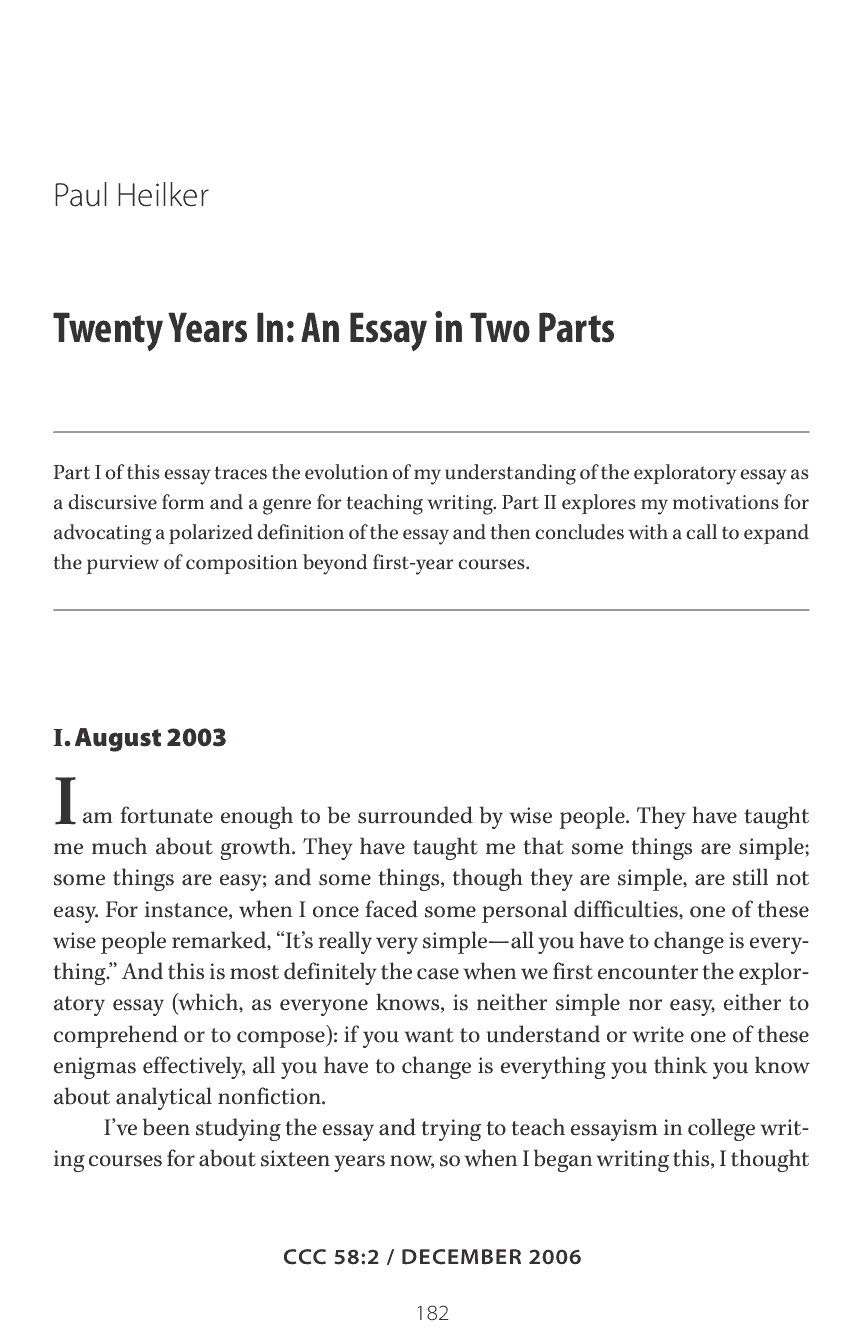 Paul Heilker
Twenty Years In: An Essay in Two Parts
Part I of this essay traces the evolution of my understanding of the exploratory essay as
a discursive form and a genre for teaching writing. Part II explores my motivations for
advocating a polarized definition of the essay and then concludes with a call to expand
the purview of composition beyond first-year courses.
I. August 2003
I am fortunate enough to be surrounded by wise people. They have taught
me much about growth. They have taught me that some things are simple;
some things are easy; and some things, though they are simple, are still not
easy. For instance, when I once faced some personal difficulties, one of these
wise people remarked, “It’s really very simple—all you have to change is every-
thing.” And this is most definitely the case when we first encounter the explor-
atory essay (which, as everyone knows, is neither simple nor easy, either to
comprehend or to compose): if you want to understand or write one of these
enigmas effectively, all you have to change is everything you think you know
about analytical nonfiction.
I’ve been studying the essay and trying to teach essayism in college writ-
ing courses for about sixteen years now, so when I began writing this, I thought
CCC 58:2 / DECEMBER 2006
182